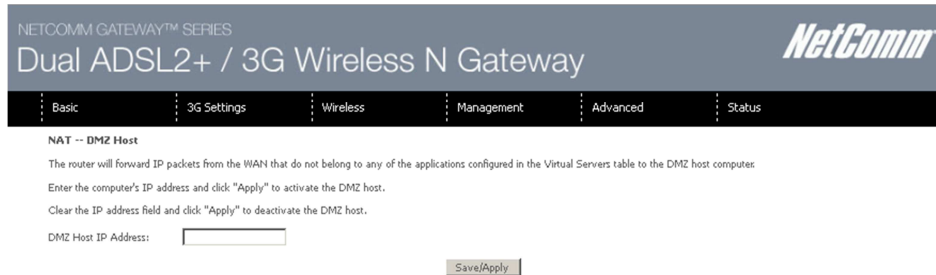 NETCOMM GATEWAY™ SERIES
Dual ADSL2+ / 3G Wireless N Gateway
NetComm
Basic 3G Settings Wireless Management Advanced Status
NAT -- DMZ Host
The router will forward IP packets from the WAN that do not belong to any of the applications configured in the Virtual Servers table to the DMZ host computer.
Enter the computer's IP address and click "Apply" to activate the DMZ host.
Clear the IP address field and click "Apply" to deactivate the DMZ host.
DMZ Host IP Address:
Save/Apply